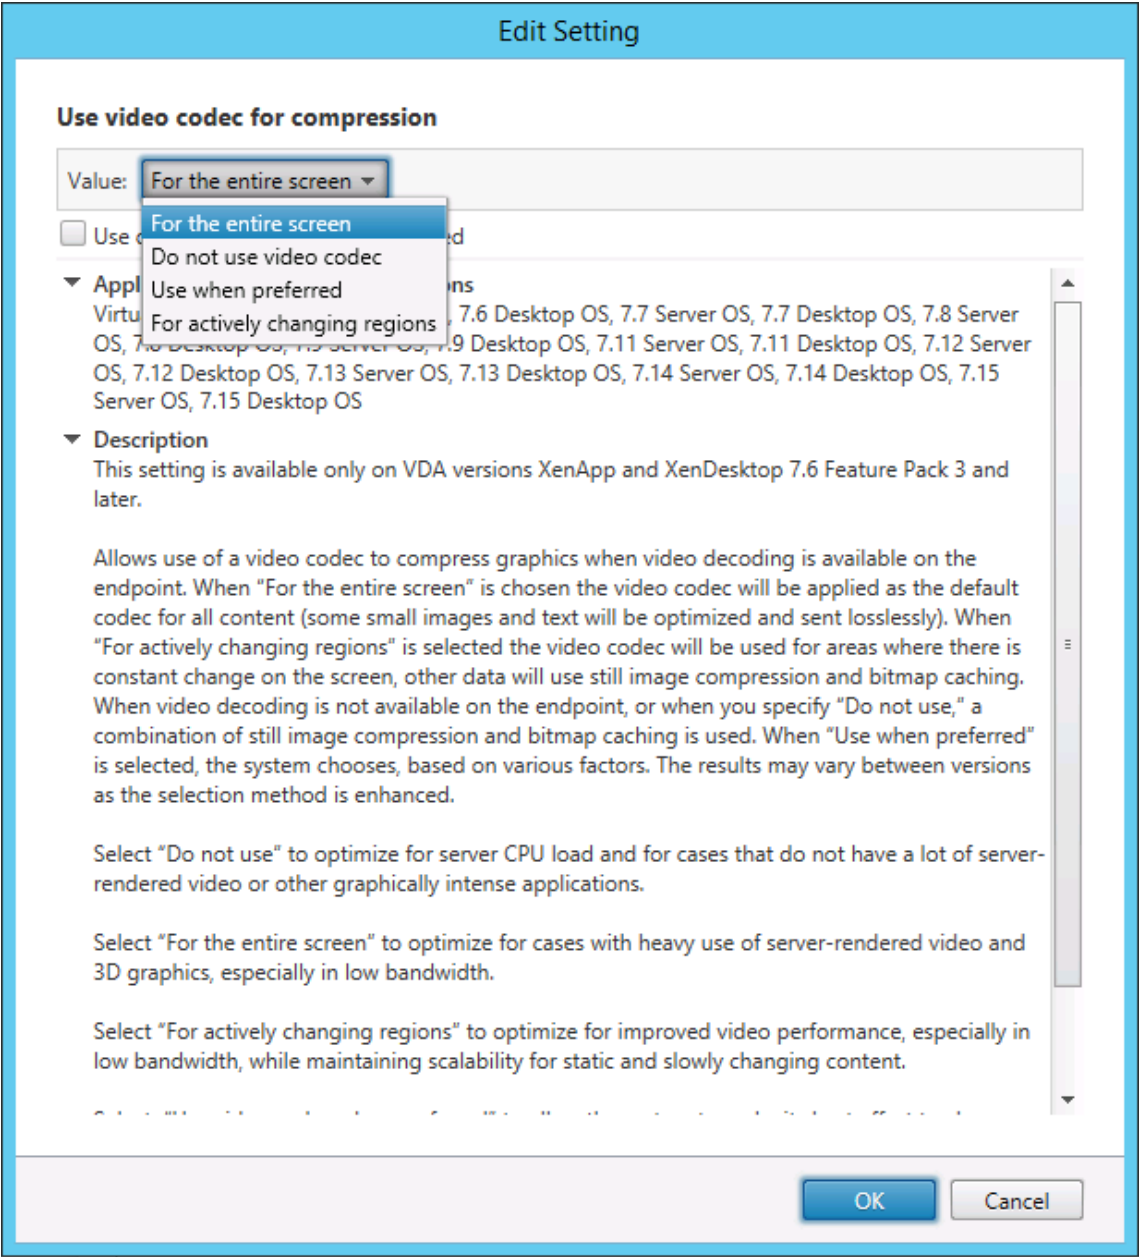 Edit Setting
Use video codec for compression
Value: For the entire screen
For the entire screen
Use
Do not use video codec
Use when preferred
For actively changing regions
Virtu , 7.6 Desktop OS, 7.7 Server OS, 7.7 Desktop OS, 7.8 Server
OS, 7.8 Desktop OS, 7.9 Server OS, 7.9 Desktop OS, 7.11 Server OS, 7.11 Desktop OS, 7.12 Server
OS, 7.12 Desktop OS, 7.13 Server OS, 7.13 Desktop OS, 7.14 Server OS, 7.14 Desktop OS, 7.15
Server OS, 7.15 Desktop OS
Description
This setting is available only on VDA versions XenApp and XenDesktop 7.6 Feature Pack 3 and
later.
Allows use of a video codec to compress graphics when video decoding is available on the
endpoint. When “For the entire screen” is chosen the video codec will be applied as the default
codec for all content (some small images and text will be optimized and sent losslessly). When
“For actively changing regions” is selected the video codec will be used for areas where there is
constant change on the screen, other data will use still image compression and bitmap caching.
When video decoding is not available on the endpoint, or when you specify “Do not use,” a
combination of still image compression and bitmap caching is used. When “Use when preferred”
is selected, the system chooses, based on various factors. The results may vary between versions
as the selection method is enhanced.
Select “Do not use” to optimize for server CPU load and for cases that do not have a lot of server-
rendered video or other graphically intense applications.
Select “For the entire screen” to optimize for cases with heavy use of server-rendered video and
3D graphics, especially in low bandwidth.
Select “For actively changing regions” to optimize for improved video performance, especially in
low bandwidth, while maintaining scalability for static and slowly changing content.
OK
Cancel